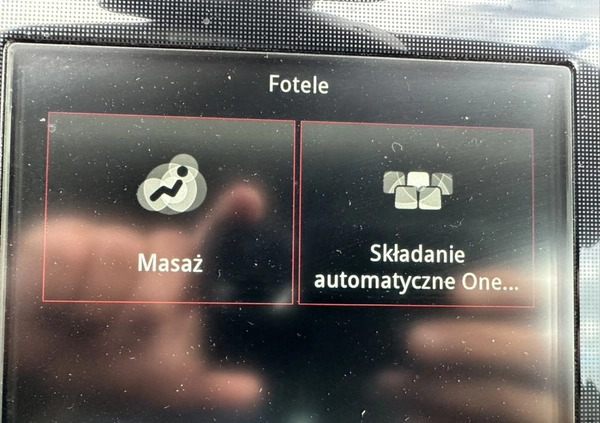 Fotele
Masaż
Składanie
automatyczne One...